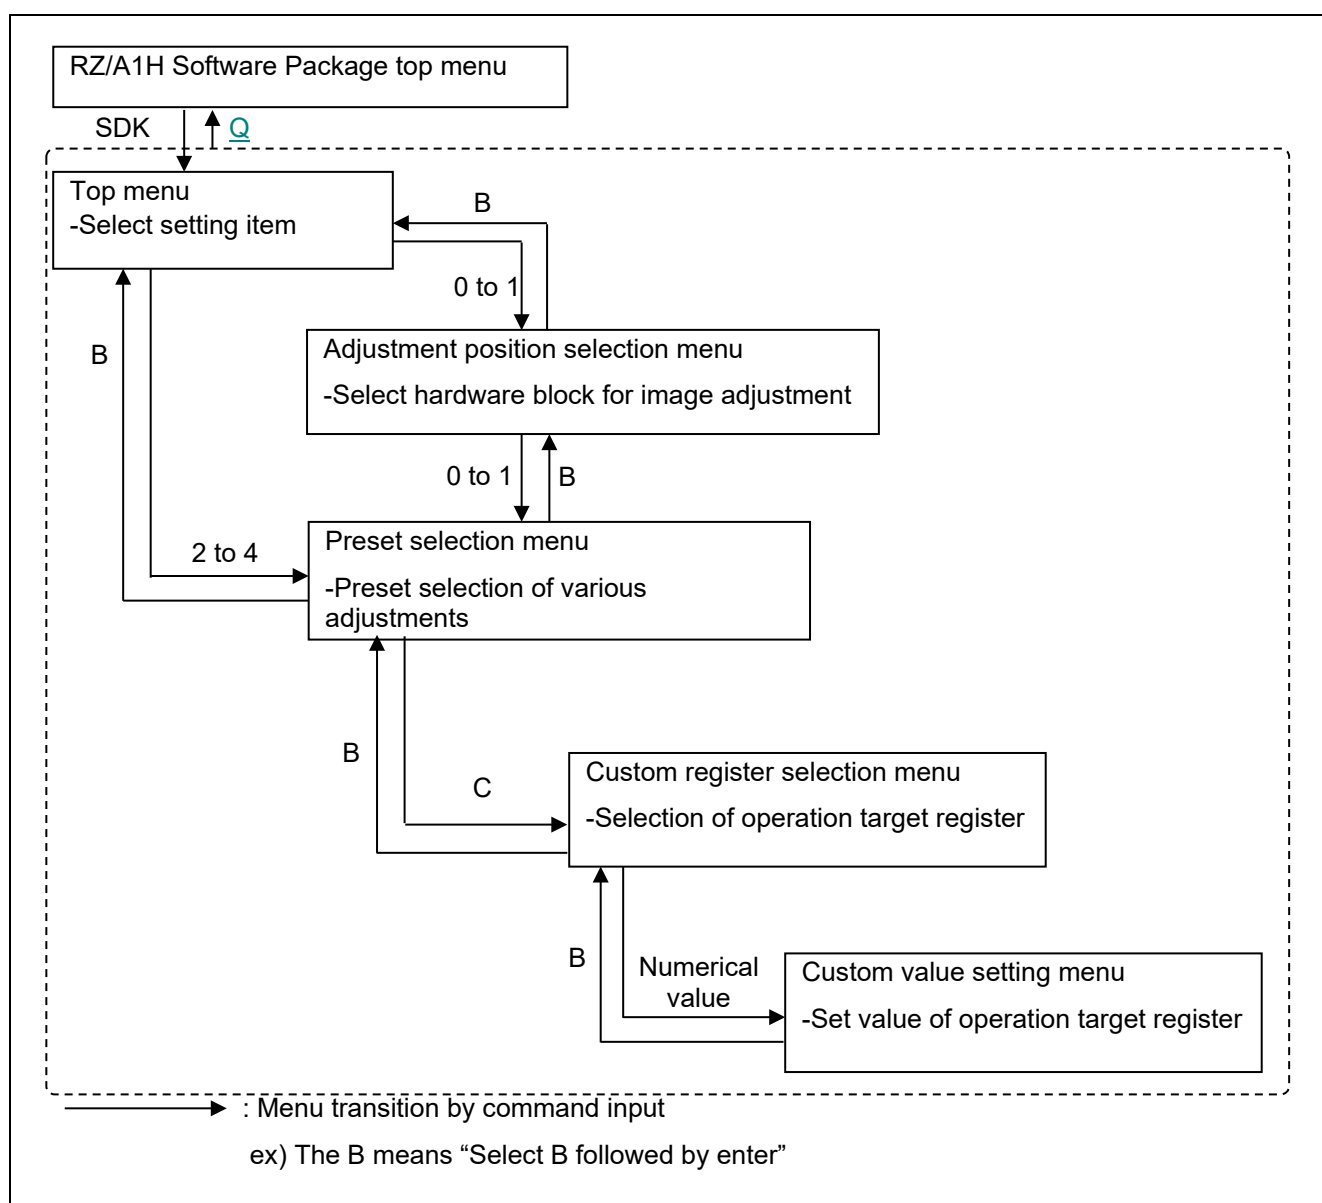 RZ/A1H Software Package top menu
SDK
Q
Top menu
-Select setting item
B
0 to 1
B
Adjustment position selection menu
-Select hardware block for image adjustment
0 to 1
B
Preset selection menu
2 to 4
-Preset selection of various
adjustments
B
C
Custom register selection menu
-Selection of operation target register
B
Numerical
value
Custom value setting menu
-Set value of operation target register
: Menu transition by command input
ex) The B means “Select B followed by enter”